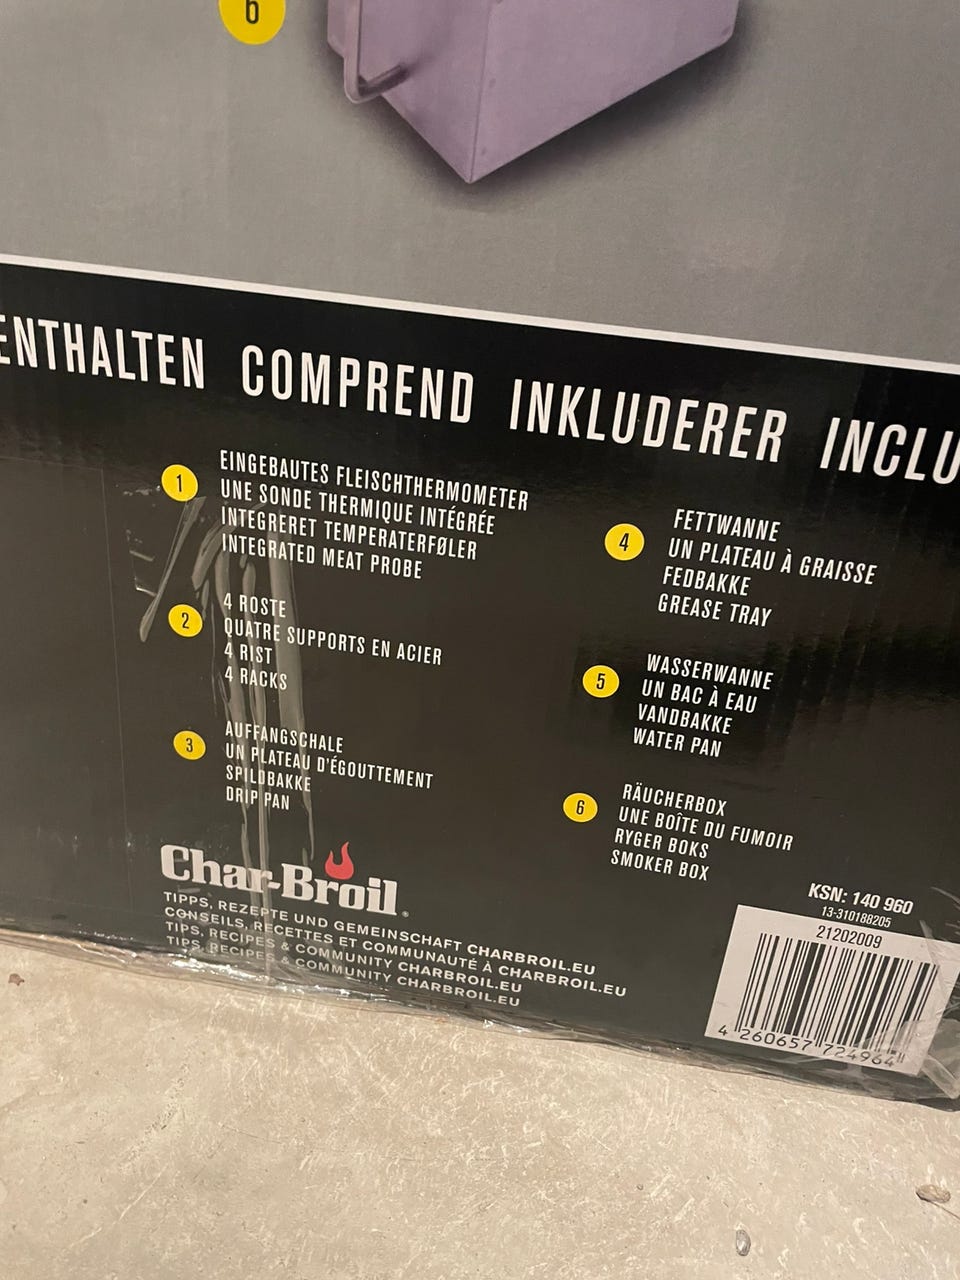 6
ENTHALTEN COMPREND INKLUDERER INCLU
1
EINGEBAUTES FLEISCHTHERMOMETER
UNE SONDE THERMIQUE INTÉGRÉE
INTEGRERET TEMPERATERFØLER
INTEGRATED MEAT PROBE
2
4 ROSTE
QUATRE SUPPORTS EN ACIER
4 RIST
4 RACKS
3
AUFFANGSCHALE
UN PLATEAU D'ÉGOUTTEMENT
SPILDBAKKE
DRIP PAN
4
FETTWANNE
UN PLATEAU À GRAISSE
FEDBAKKE
GREASE TRAY
5
WASSERWANNE
UN BAC À EAU
VANDBAKKE
WATER PAN
6
RÄUCHERBOX
UNE BOÎTE DU FUMOIR
RYGER BOKS
SMOKER BOX
Char-Broil
TIPPS, REZEPTE UND GEMEINSCHAFT CHARBROIL.EU
CONSEILS, RECETTES ET COMMUNAUTÉ À CHARBROIL.EU
TIPS, RECIPES & COMMUNITY CHARBROIL.EU
TIPS, RECIPES & COMMUNITY CHARBROIL.EU
KSN: 140 960
13-310188205
21202009
4 260657 724964